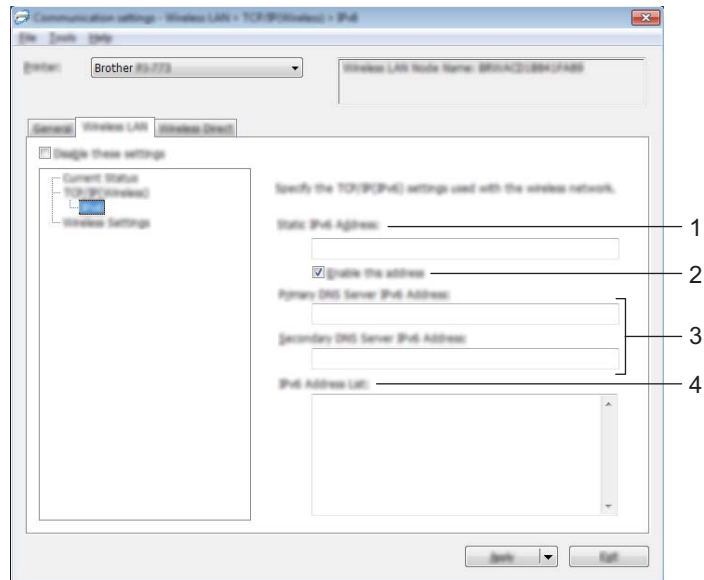 Communication settings - Wireless LAN > TCP/IP(Wireless) > IPv6
File Tools Help
Printer:
Brother
Wireless LAN Node Name:
General Wireless LAN Wireless Direct
Disable these settings
Current Status
TCP/IP(Wireless)
Wireless Settings
Specify the TCP/IP(IPv6) settings used with the wireless network.
Static IPv6 Address:
1
Enable this address
2
Primary DNS Server IPv6 Address:
3
Secondary DNS Server IPv6 Address:
IPv6 Address List:
4
Apply
Exit